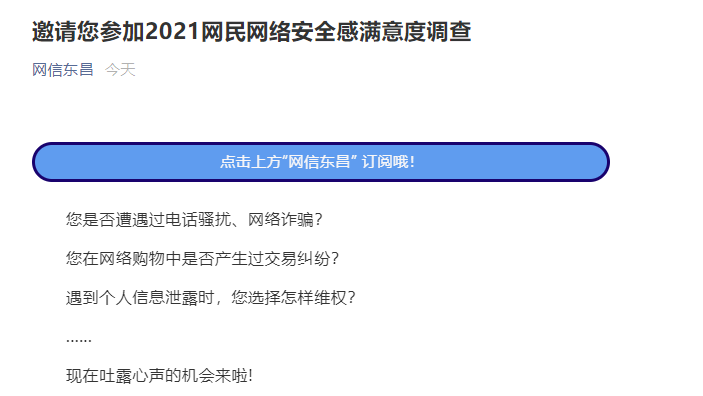 邀请您参加2021网民网络安全感满意度调查
网信东昌 今天
点击上方“网信东昌” 订阅哦!
您是否遭遇过电话骚扰、网络诈骗?
您在网络购物中是否产生过交易纠纷?
遇到个人信息泄露时，您选择怎样维权?
……
现在吐露心声的机会来啦!